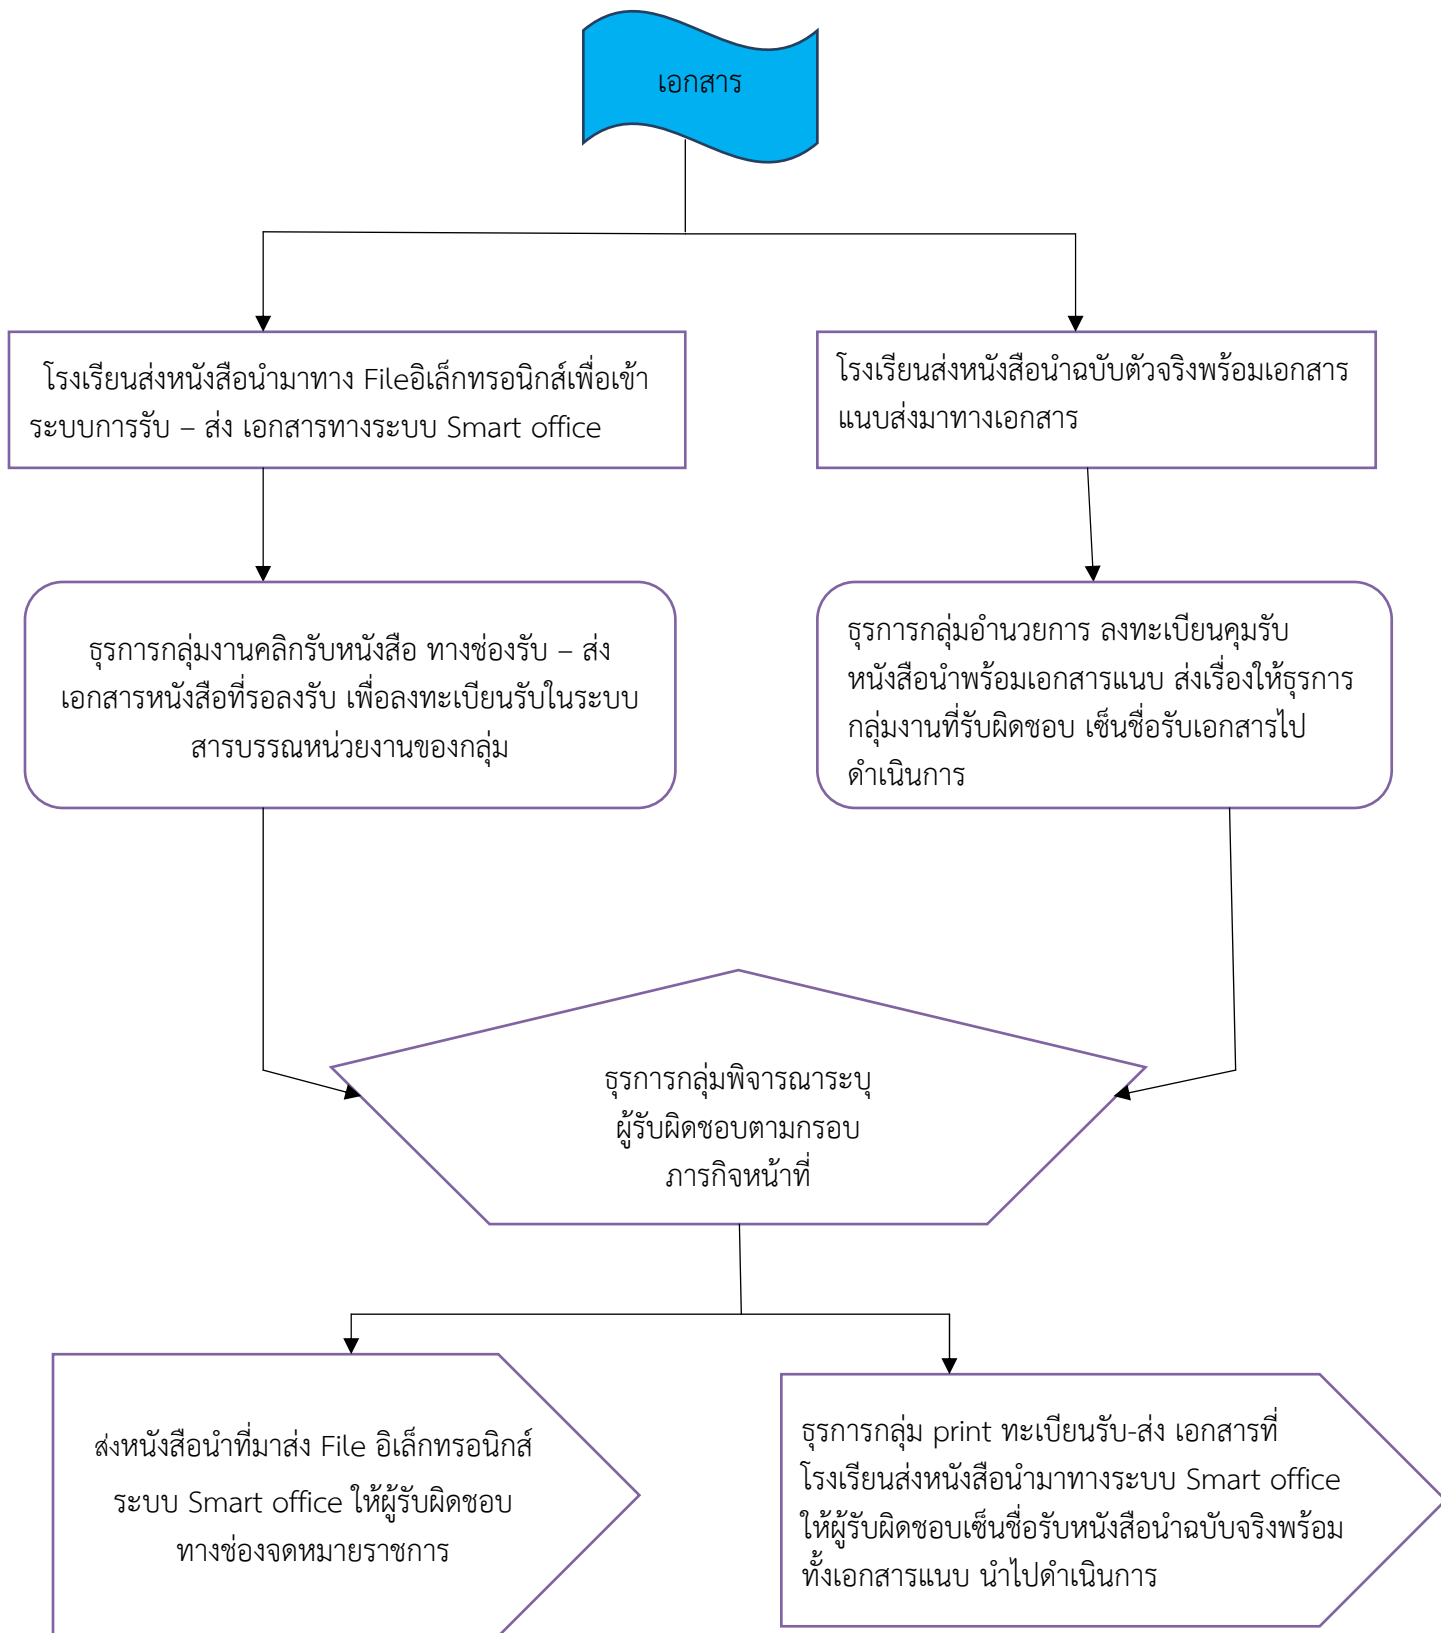 เอกสาร
โรงเรียนส่งหนังสือนำมาทาง Fileอิเล็กทรอนิกส์เพื่อเข้า
ระบบการรับ – ส่ง เอกสารทางระบบ Smart office
โรงเรียนส่งหนังสือนำฉบับตัวจริงพร้อมเอกสาร
แนบส่งมาทางเอกสาร
ธุรการกลุ่มงานคลิกรับหนังสือ ทางช่องรับ – ส่ง
เอกสารหนังสือที่รอลงรับ เพื่อลงทะเบียนรับในระบบ
สารบรรณหน่วยงานของกลุ่ม
ธุรการกลุ่มอำนวยการ ลงทะเบียนคุมรับ
หนังสือนำพร้อมเอกสารแนบ ส่งเรื่องให้ธุรการ
กลุ่มงานที่รับผิดชอบ เซ็นชื่อรับเอกสารไป
ดำเนินการ
ธุรการกลุ่มพิจารณาระบุ
ผู้รับผิดชอบตามกรอบ
ภารกิจหน้าที่
ส่งหนังสือนำที่มาส่ง File อิเล็กทรอนิกส์
ระบบ Smart office ให้ผู้รับผิดชอบ
ทางช่องจดหมายราชการ
ธุรการกลุ่ม print ทะเบียนรับ-ส่ง เอกสารที่
โรงเรียนส่งหนังสือนำมาทางระบบ Smart office
ให้ผู้รับผิดชอบเซ็นชื่อรับหนังสือนำฉบับจริงพร้อม
ทั้งเอกสารแนบ นำไปดำเนินการ